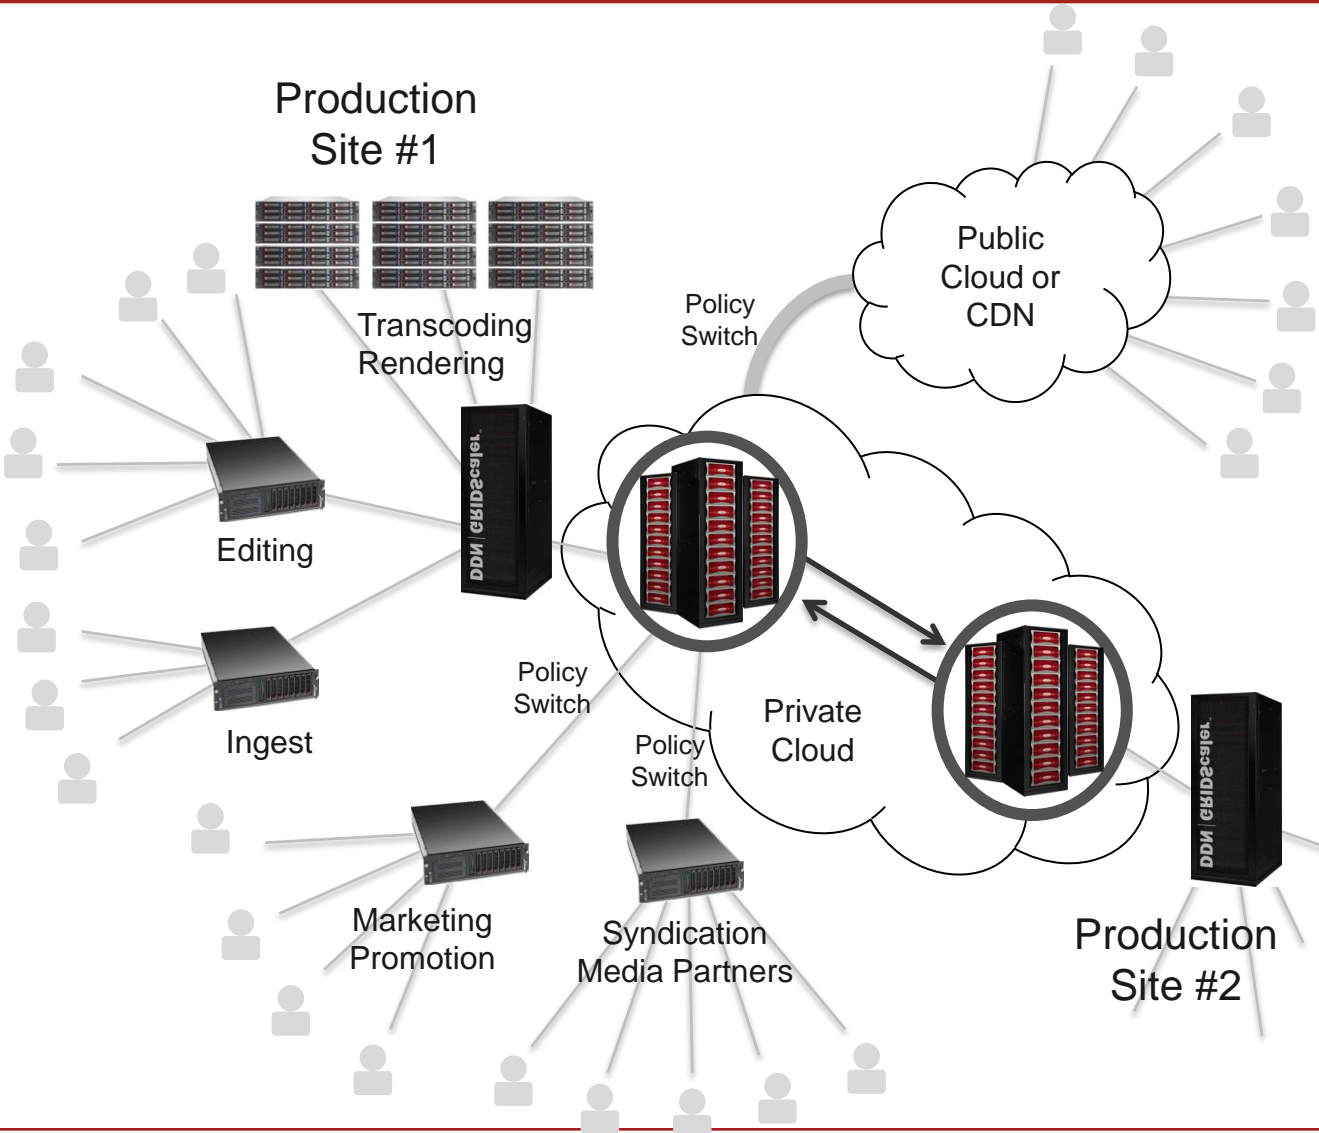 Production
Site #1
Public
Cloud or
CDN
Policy
Switch
Transcoding
Rendering
DDN | GRIDScaler
Editing
Policy
Switch
Private
Cloud
Ingest
Policy
Switch
DDN | GRIDScaler
Marketing
Promotion
Syndication
Media Partners
Production
Site #2